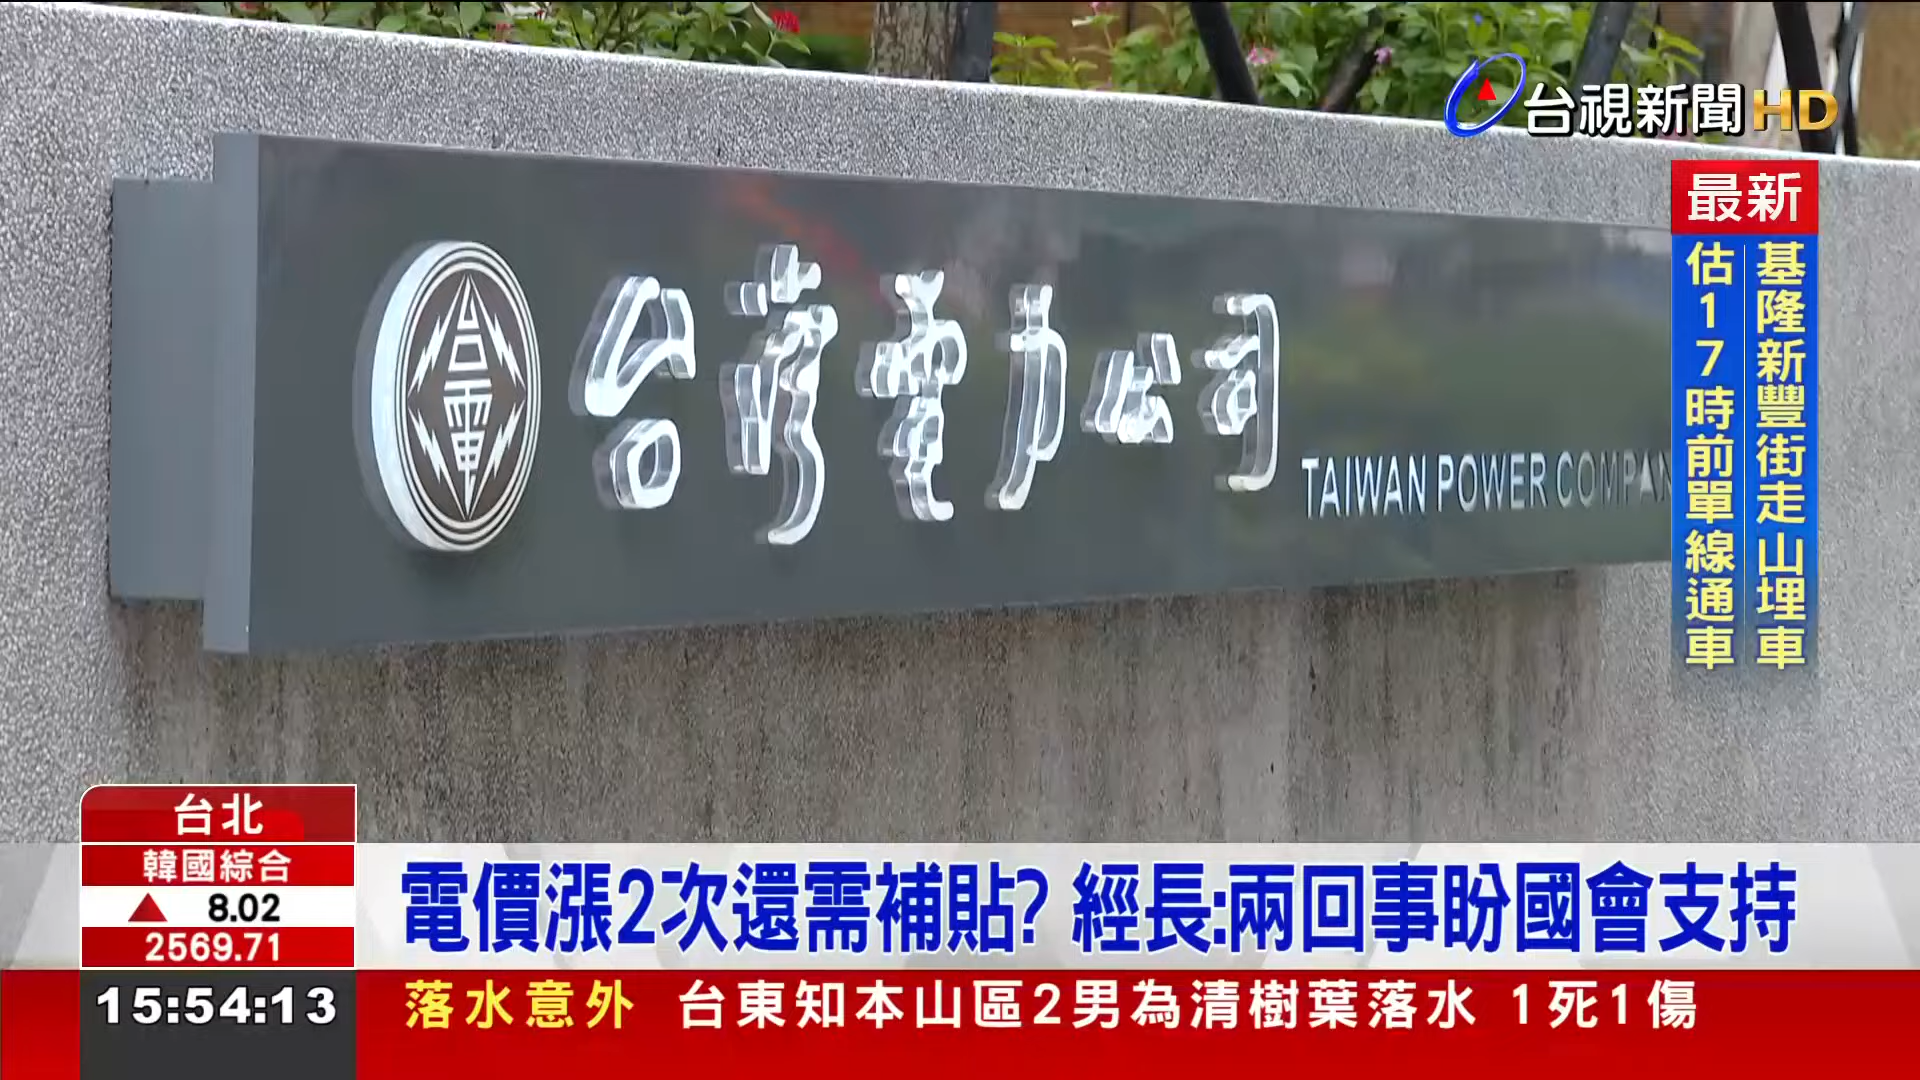 台視新聞HD
最新
基隆新豐街走山埋車
估17時前單線通車
台電
台灣電力公司
TAIWAN POWER COMPAN
台北
韓國綜合
▲ 8.02
2569.71
15:54:13
電價漲2次還需補貼? 經長:兩回事盼國會支持
落水意外 台東知本山區2男為清樹葉落水 1死1傷